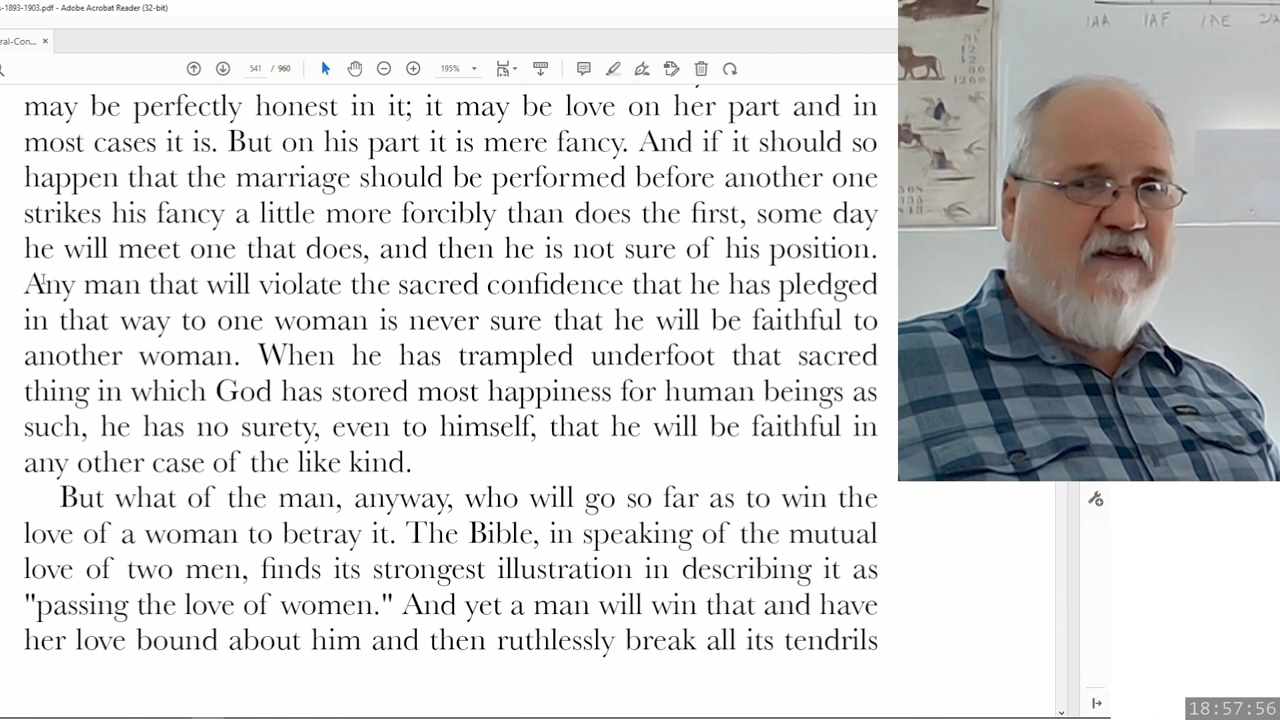 -1893-1903.pdf - Adobe Acrobat Reader (32-bit)
ral-Con...
541 960 195%
may be perfectly honest in it; it may be love on her part and in
most cases it is. But on his part it is mere fancy. And if it should so
happen that the marriage should be performed before another one
strikes his fancy a little more forcibly than does the first, some day
he will meet one that does, and then he is not sure of his position.
Any man that will violate the sacred confidence that he has pledged
in that way to one woman is never sure that he will be faithful to
another woman. When he has trampled underfoot that sacred
thing in which God has stored most happiness for human beings as
such, he has no surety, even to himself, that he will be faithful in
any other case of the like kind.
But what of the man, anyway, who will go so far as to win the
love of a woman to betray it. The Bible, in speaking of the mutual
love of two men, finds its strongest illustration in describing it as
"passing the love of women." And yet a man will win that and have
her love bound about him and then ruthlessly break all its tendrils
1AA 1AF 1AE
12
1260
18:57:56